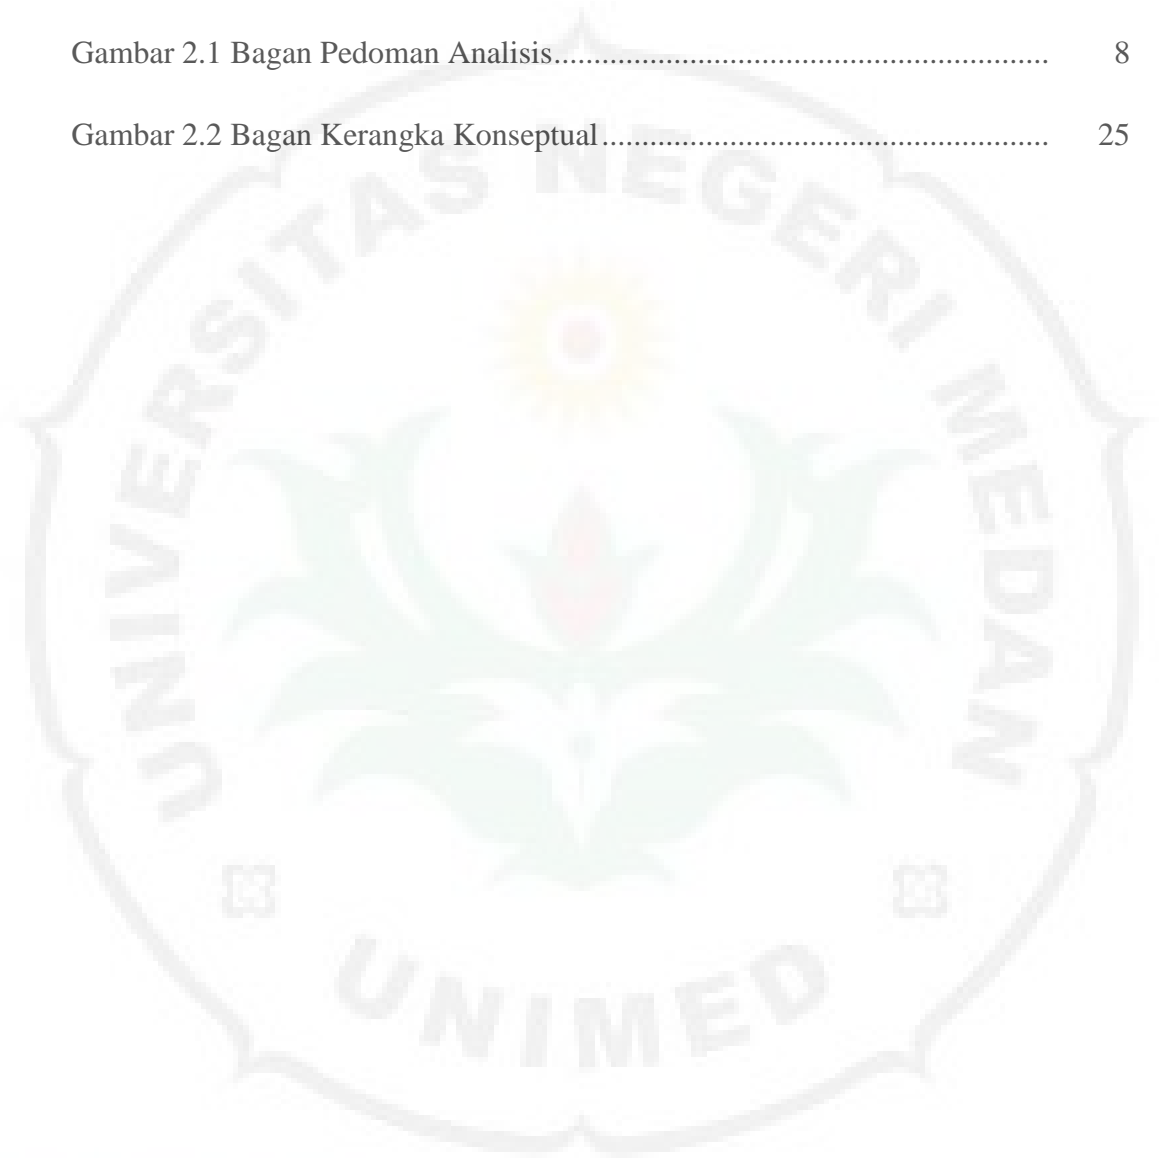 Gambar 2.1 Bagan Pedoman Analisis............................................................. 8
Gambar 2.2 Bagan Kerangka Konseptual....................................................... 25
UNIVERSITAS NEGERI MEDAN
UNIMED